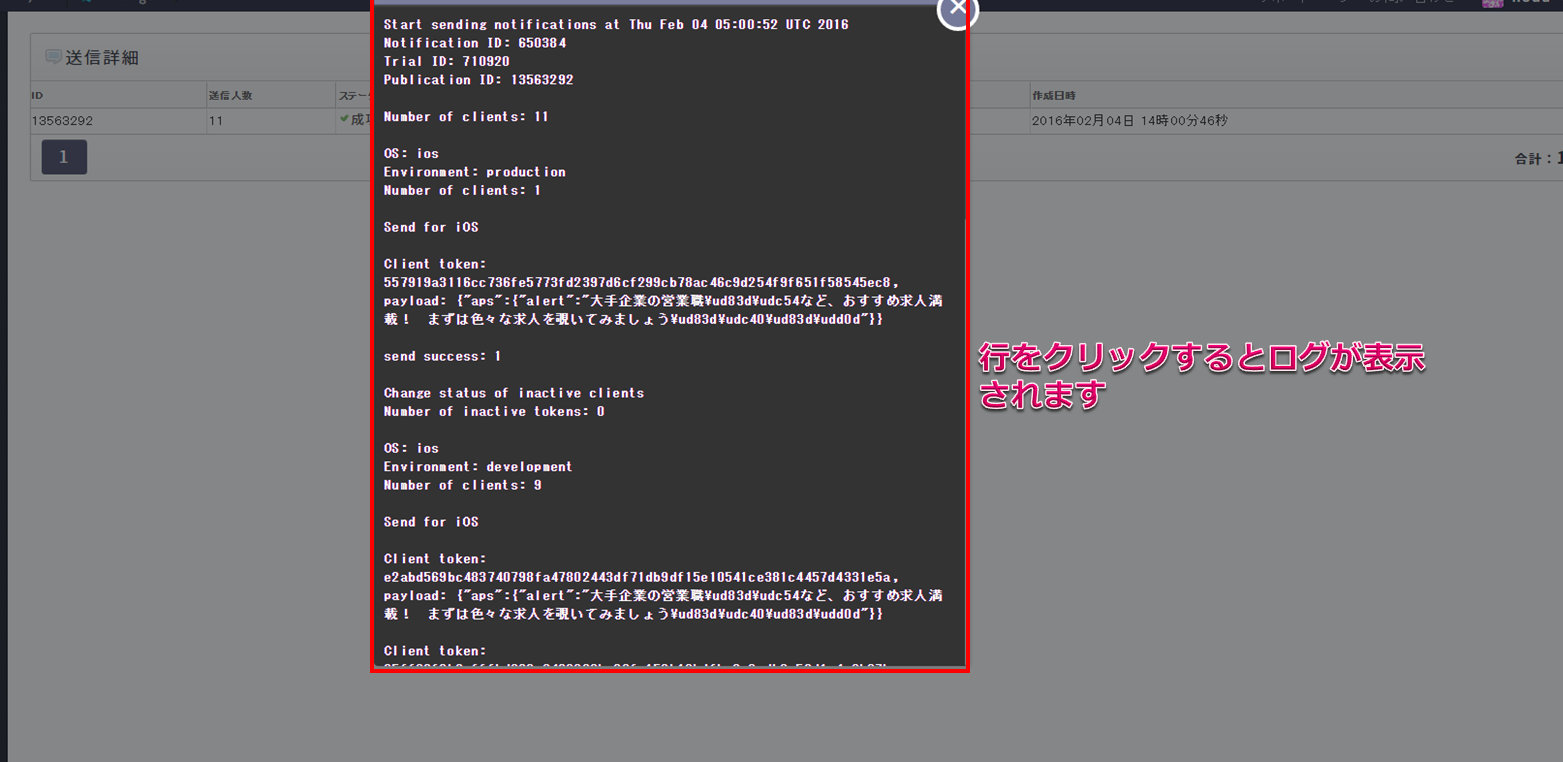 Start sending notifications at Thu Feb 04 05:00:52 UTC 2016
Notification ID: 650384
Trial ID: 710920
Publication ID: 13563292
Number of clients: 11
OS: ios
Environment: production
Number of clients: 1
Send for iOS
Client token:
557919a3116cc736fe5773fd2397d6cf299cb78ac46c9d254f9f651f58545ec8,
payload: {"aps":{"alert":"大手企業の営業職¥ud83d¥udc54など、おすすめ求人満
載！　まずは色々な求人を覗いてみましょう¥ud83d¥udc40¥ud83d¥udd0d"}}
send success: 1
Change status of inactive clients
Number of inactive tokens: 0
OS: ios
Environment: development
Number of clients: 9
Send for iOS
Client token:
e2abd569bc483740798fa47802443df71db9df15e10541ce381c4457d4331e5a,
payload: {"aps":{"alert":"大手企業の営業職¥ud83d¥udc54など、おすすめ求人満
載！　まずは色々な求人を覗いてみましょう¥ud83d¥udc40¥ud83d¥udd0d"}}
Client token:
送信詳細
ID 送信人数 ステー 作成日時
13563292 11 成功 2016年02月04日 14時00分46秒
1
合計：1
行をクリックするとログが表示
されます